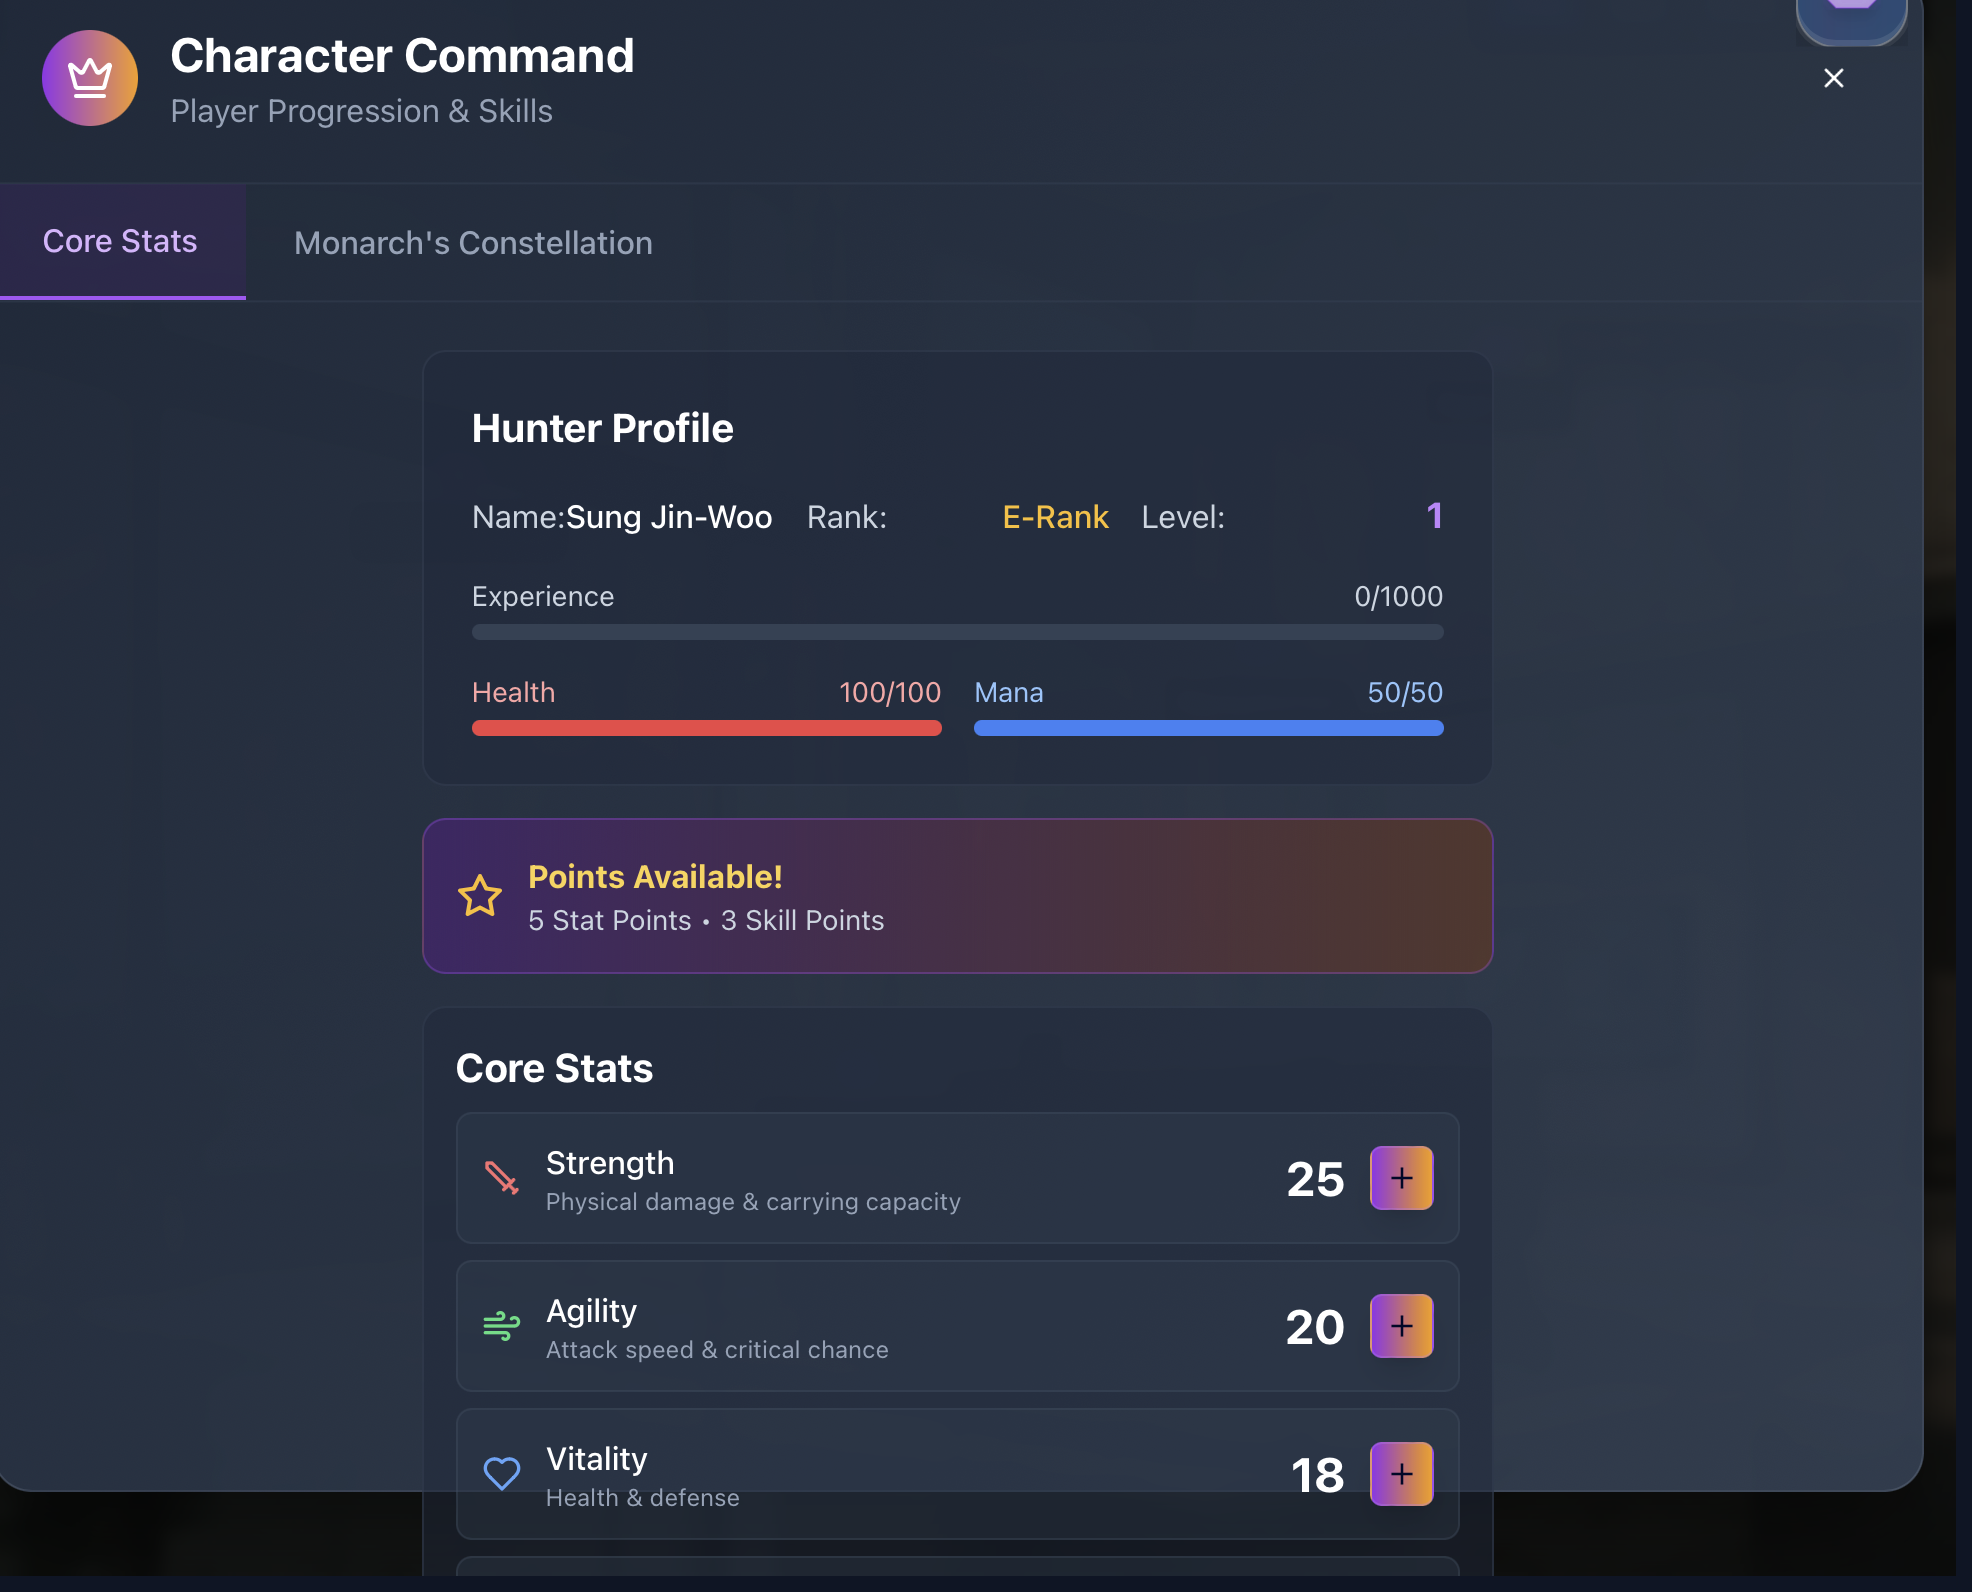 Character Command
Player Progression & Skills
Core Stats
Monarch's Constellation
Hunter Profile
Name:Sung Jin-Woo Rank: E-Rank Level: 1
Experience 0/1000
Health 100/100 Mana 50/50
Points Available!
5 Stat Points • 3 Skill Points
Core Stats
Strength
Physical damage & carrying capacity
25 +
Agility
Attack speed & critical chance
20 +
Vitality
Health & defense
18 +